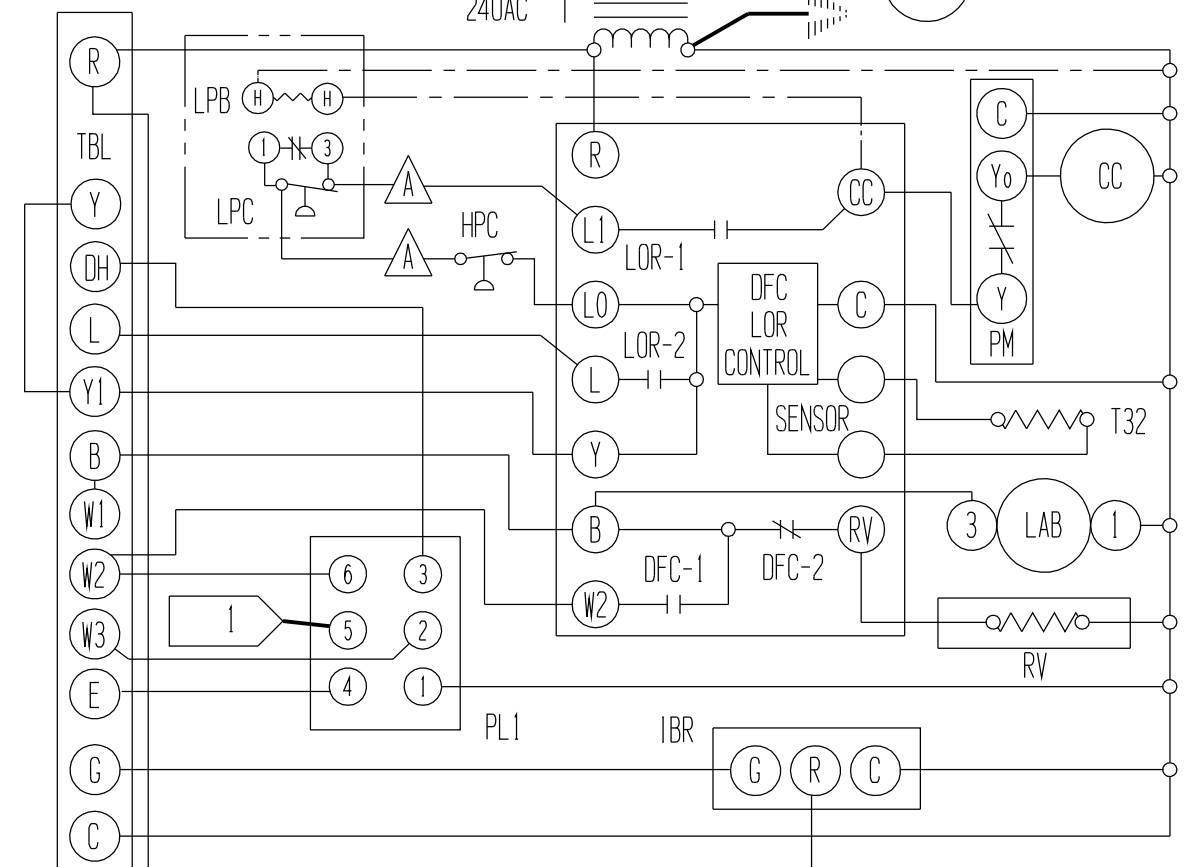 240AC
R
LPB
H
H
1
3
TBL
LPC
A
A
HPC
Y
DH
L
Y1
B
W1
W2
W3
E
G
C
R
L1
LO
L
Y
B
W2
LOR-1
LOR-2
DFC
LOR
CONTROL
SENSOR
CC
C
RV
DFC-1
DFC-2
C
Yo
Y
PM
CC
T32
3
LAB
1
RV
1
6
3
5
2
4
1
PL1
IBR
G
R
C